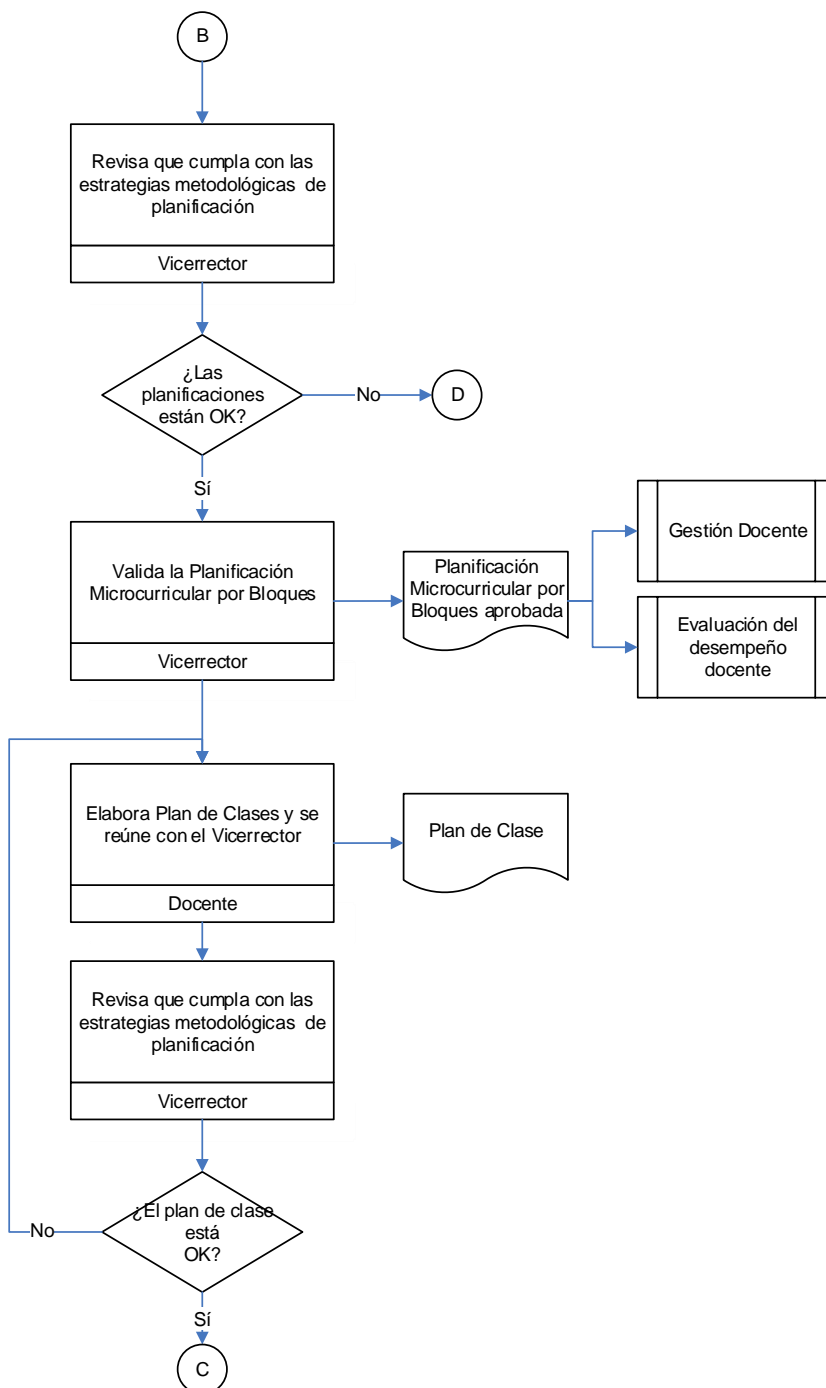 B
Revisa que cumpla con las
estrategias metodológicas de
planificación
Vicerrector
¿Las
planificaciones
están OK?
No
D
Sí
Valida la Planificación
Microcurricular por Bloques
Vicerrector
Planificación
Microcurricular por
Bloques aprobada
Gestión Docente
Evaluación del
desempeño
docente
Elabora Plan de Clases y se
reúne con el Vicerrector
Docente
Plan de Clase
Revisa que cumpla con las
estrategias metodológicas de
planificación
Vicerrector
¿El plan de clase
está
OK?
No
Sí
C